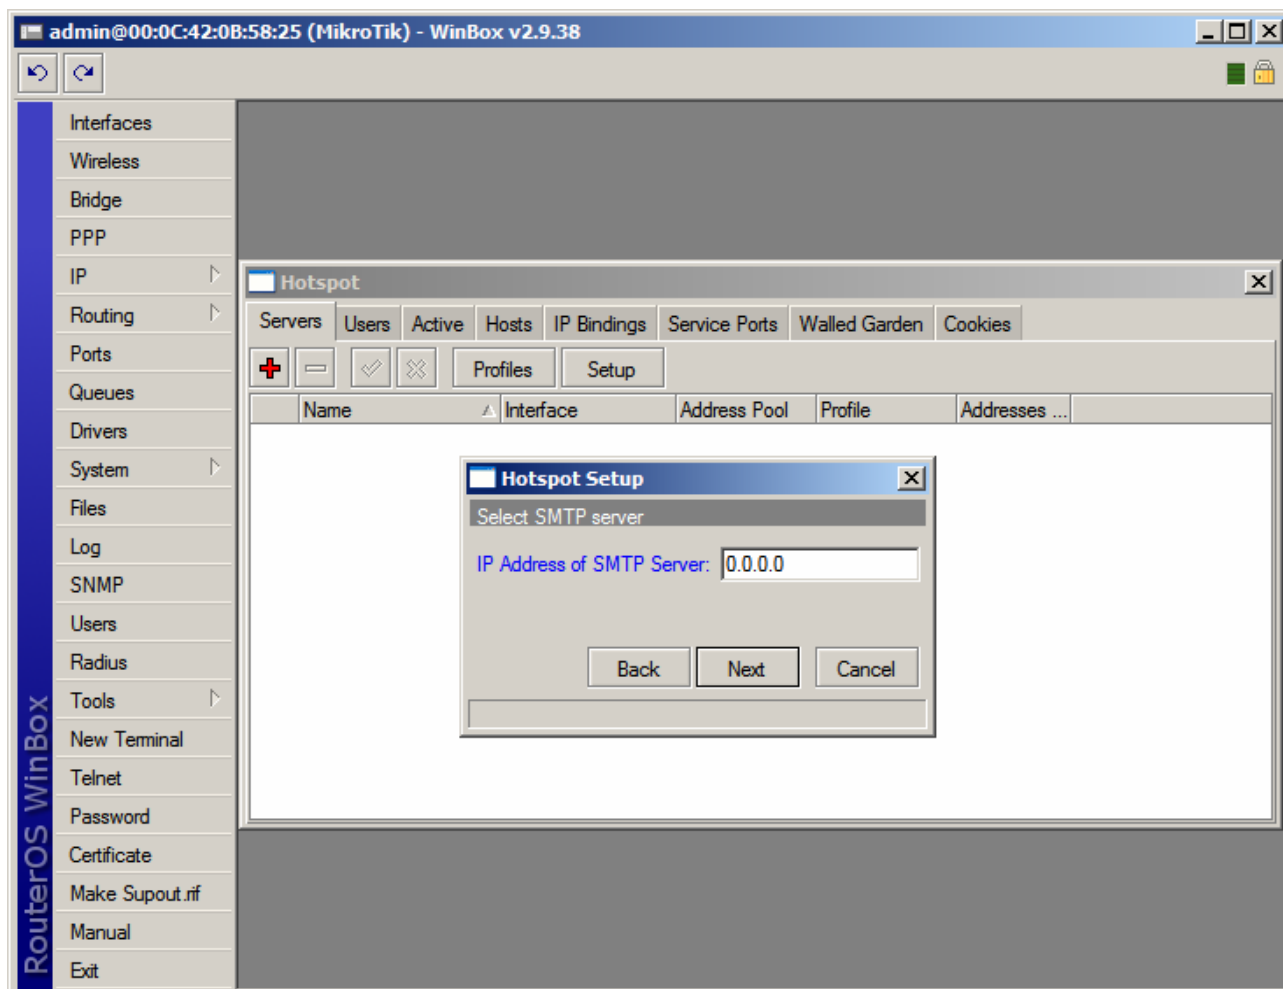 admin@00:0C:42:0B:58:25 (MikroTik) - WinBox v2.9.38
Interfaces
Wireless
Bridge
PPP
IP
Routing
Ports
Queues
Drivers
System
Files
Log
SNMP
Users
Radius
Tools
New Terminal
Telnet
Password
Certificate
Make Supout.rif
Manual
Exit
RouterOS WinBox
Hotspot
Servers Users Active Hosts IP Bindings Service Ports Walled Garden Cookies
Profiles Setup
Name Interface Address Pool Profile Addresses ...
Hotspot Setup
Select SMTP server
IP Address of SMTP Server: 0.0.0.0
Back Next Cancel